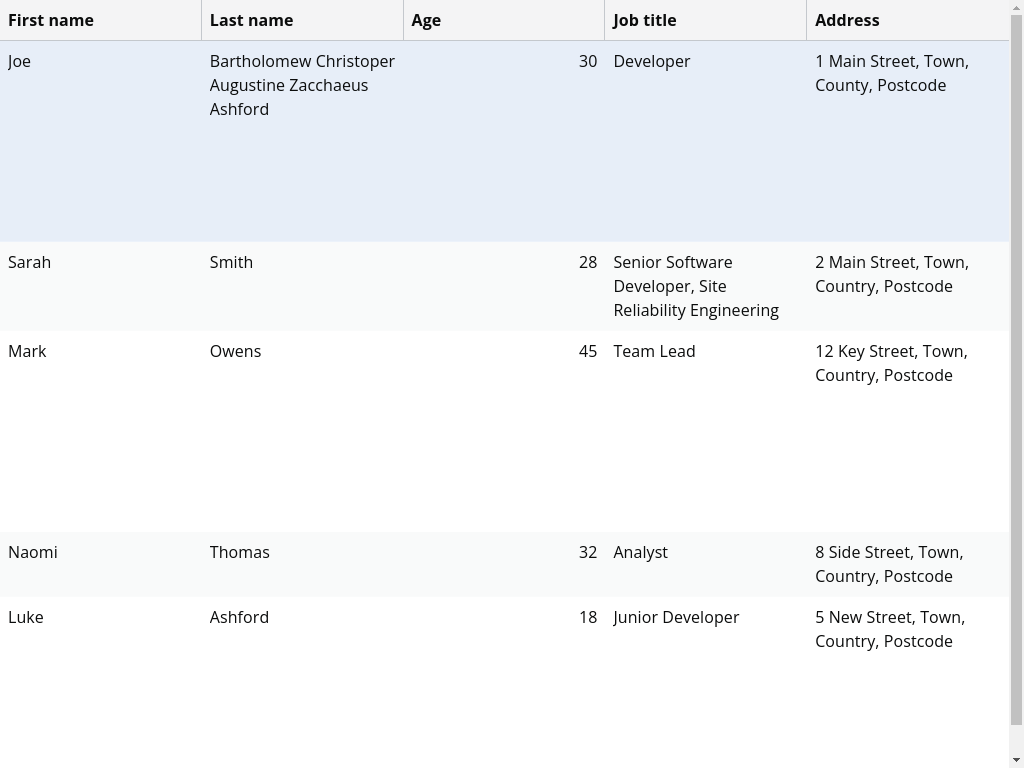 First name Last name Age Job title Address
Joe Bartholomew Christoper 30 Developer 1 Main Street, Town,
Augustine Zacchaeus County, Postcode
Ashford
Sarah Smith 28 Senior Software 2 Main Street, Town,
Developer, Site Country, Postcode
Reliability Engineering
Mark Owens 45 Team Lead 12 Key Street, Town,
Country, Postcode
Naomi Thomas 32 Analyst 8 Side Street, Town,
Country, Postcode
Luke Ashford 18 Junior Developer 5 New Street, Town,
Country, Postcode